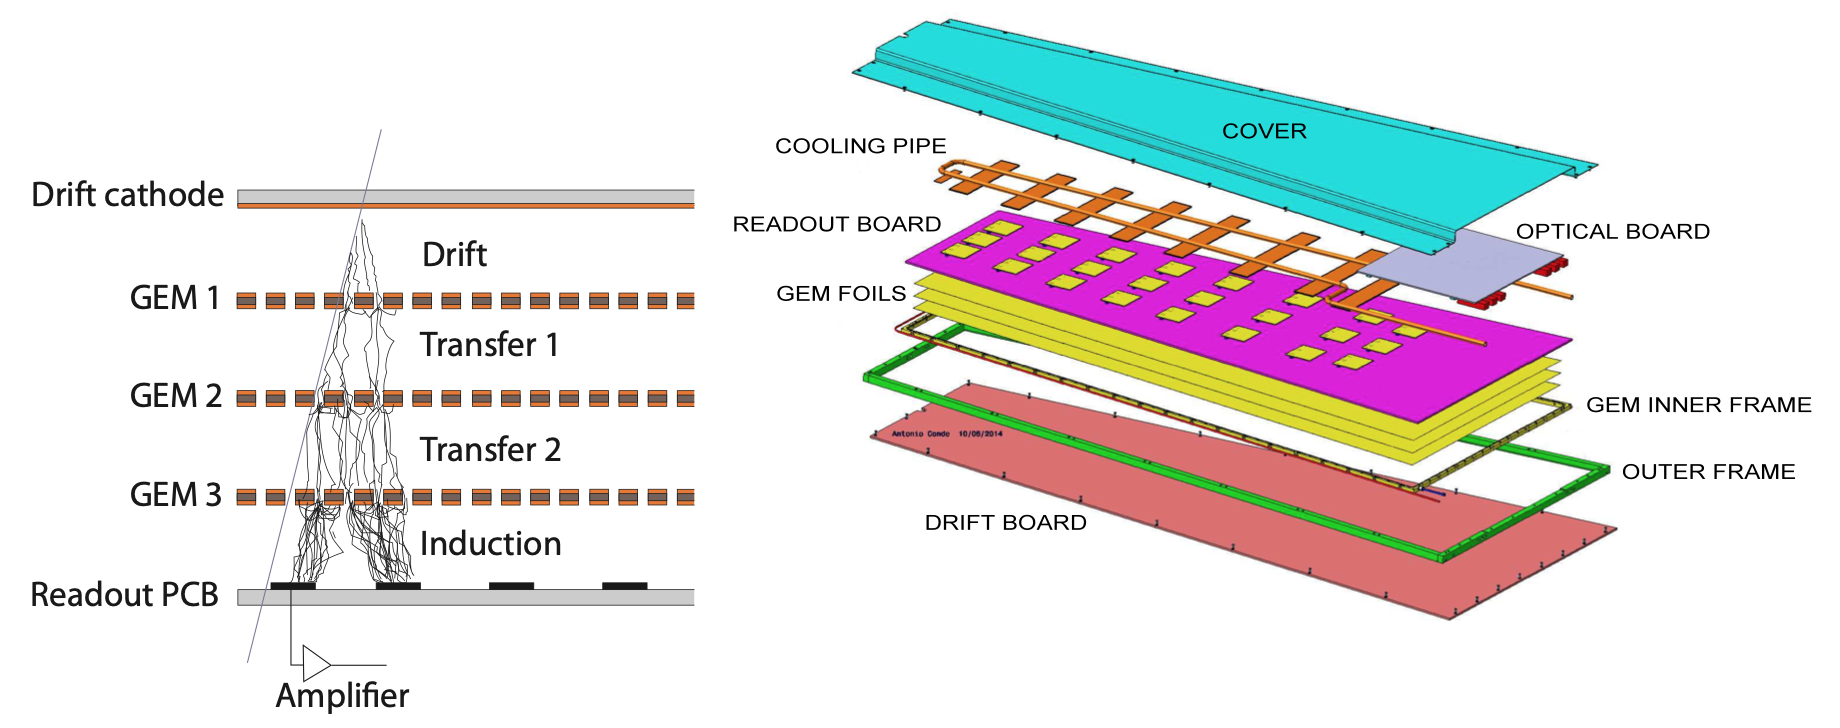 Drift cathode
Drift
GEM 1
Transfer 1
GEM 2
Transfer 2
GEM 3
Induction
Readout PCB
Amplifier
COVER
COOLING PIPE
READOUT BOARD
OPTICAL BOARD
GEM FOILS
GEM INNER FRAME
Antonio Conde 10/06/2014
OUTER FRAME
DRIFT BOARD